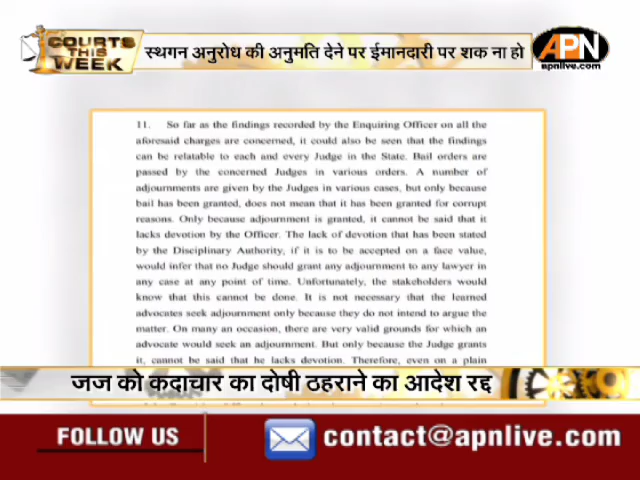 COURTS
THIS
WEEK
स्थगन अनुरोध की अनुमति देने पर ईमानदारी पर शक ना हो
APN
apnlive.com
11. So far as the findings recorded by the Enquiring Officer on all the
aforesaid charges are concerned, it could also be seen that the findings
can be relatable to each and every Judge in the State. Bail orders are
passed by the concerned Judges in various orders. A number of
adjournments are given by the Judges in various cases, but only because
bail has been granted, does not mean that it has been granted for corrupt
reasons. Only because adjournment is granted, it cannot be said that it
lacks devotion by the Officer. The lack of devotion that has been stated
by the Disciplinary Authority, if it is to be accepted on a face value,
would infer that no Judge should grant any adjournment to any lawyer in
any case at any point of time. Unfortunately, the stakeholders would
know that this cannot be done. It is not necessary that the learned
advocates seek adjournment only because they do not intend to argue the
matter. On many an occasion, there are very valid grounds for which an
advocate would seek an adjournment. But only because the Judge grants
it, cannot be said that he lacks devotion. Therefore, even on a plain
जज को कदाचार का दोषी ठहराने का आदेश रद्द
FOLLOW US
contact@apnlive.com